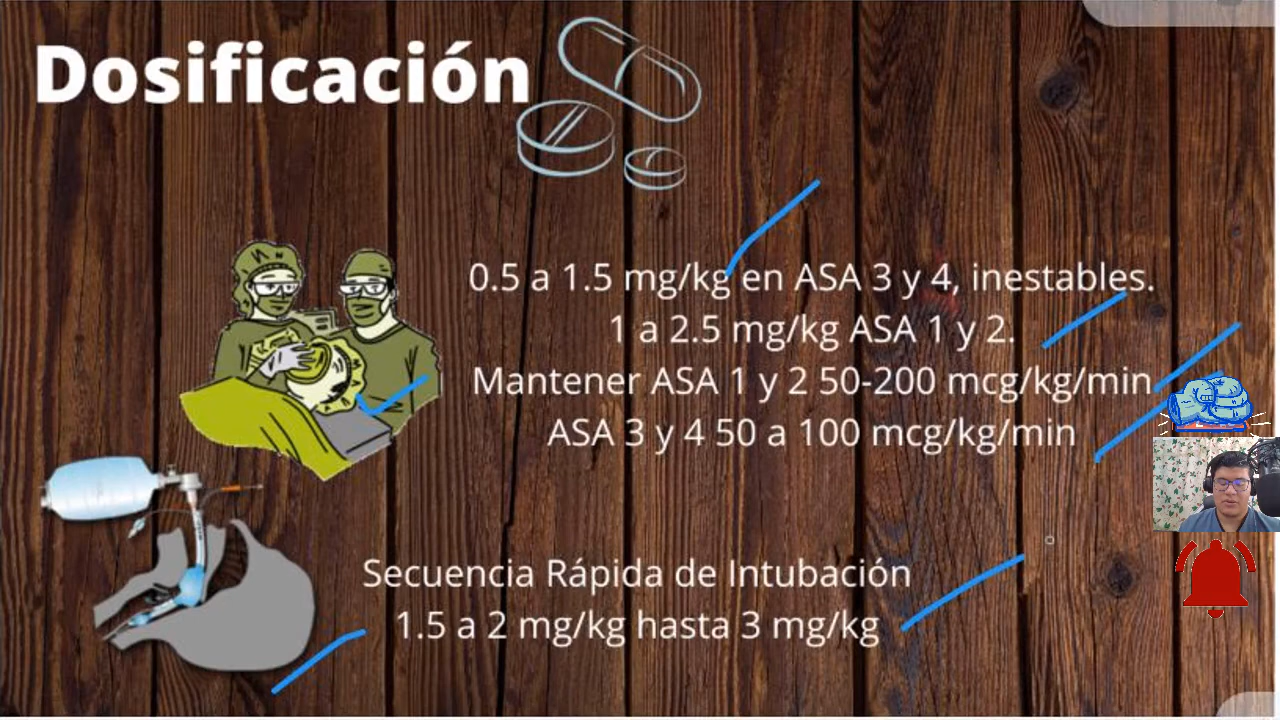 Dosificación
0.5 a 1.5 mg/kg en ASA 3 y 4, inestables.
1 a 2.5 mg/kg ASA 1 y 2.
Mantener ASA 1 y 2 50-200 mcg/kg/min
ASA 3 y 4 50 a 100 mcg/kg/min
Secuencia Rápida de Intubación
1.5 a 2 mg/kg hasta 3 mg/kg